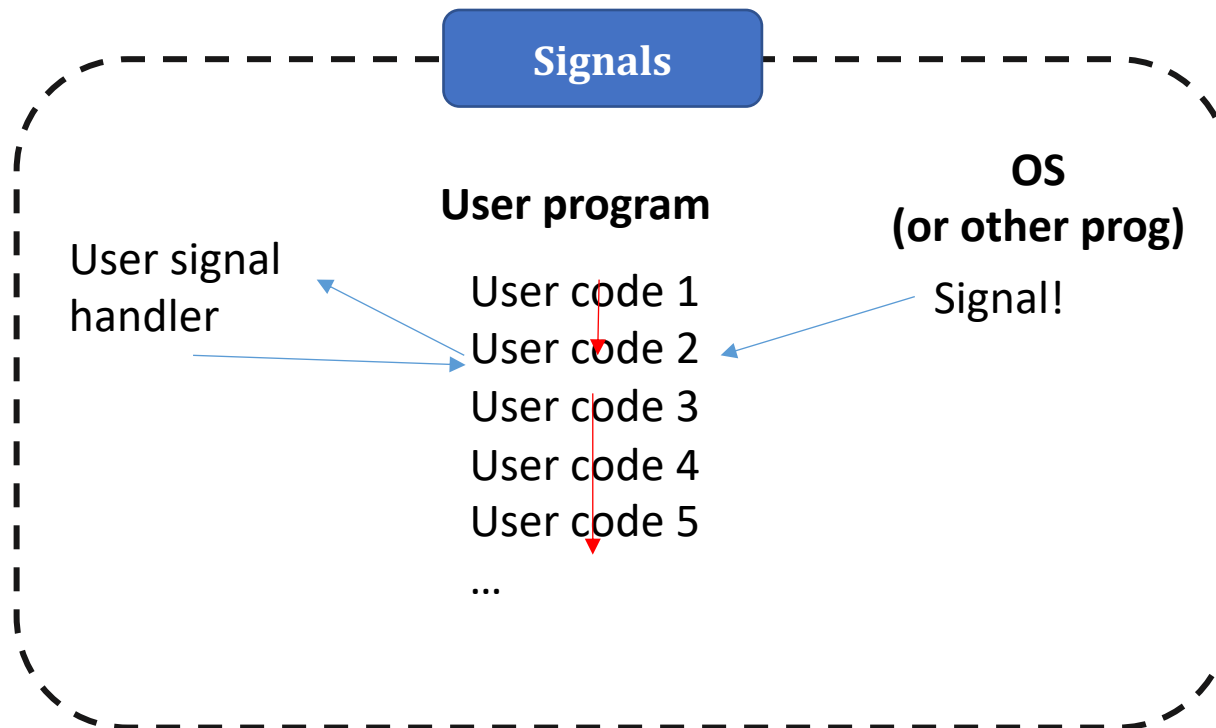 Signals
OS
(or other prog)
User program
User signal
handler
User code 1
Signal!
User code 2
User code 3
User code 4
User code 5
...